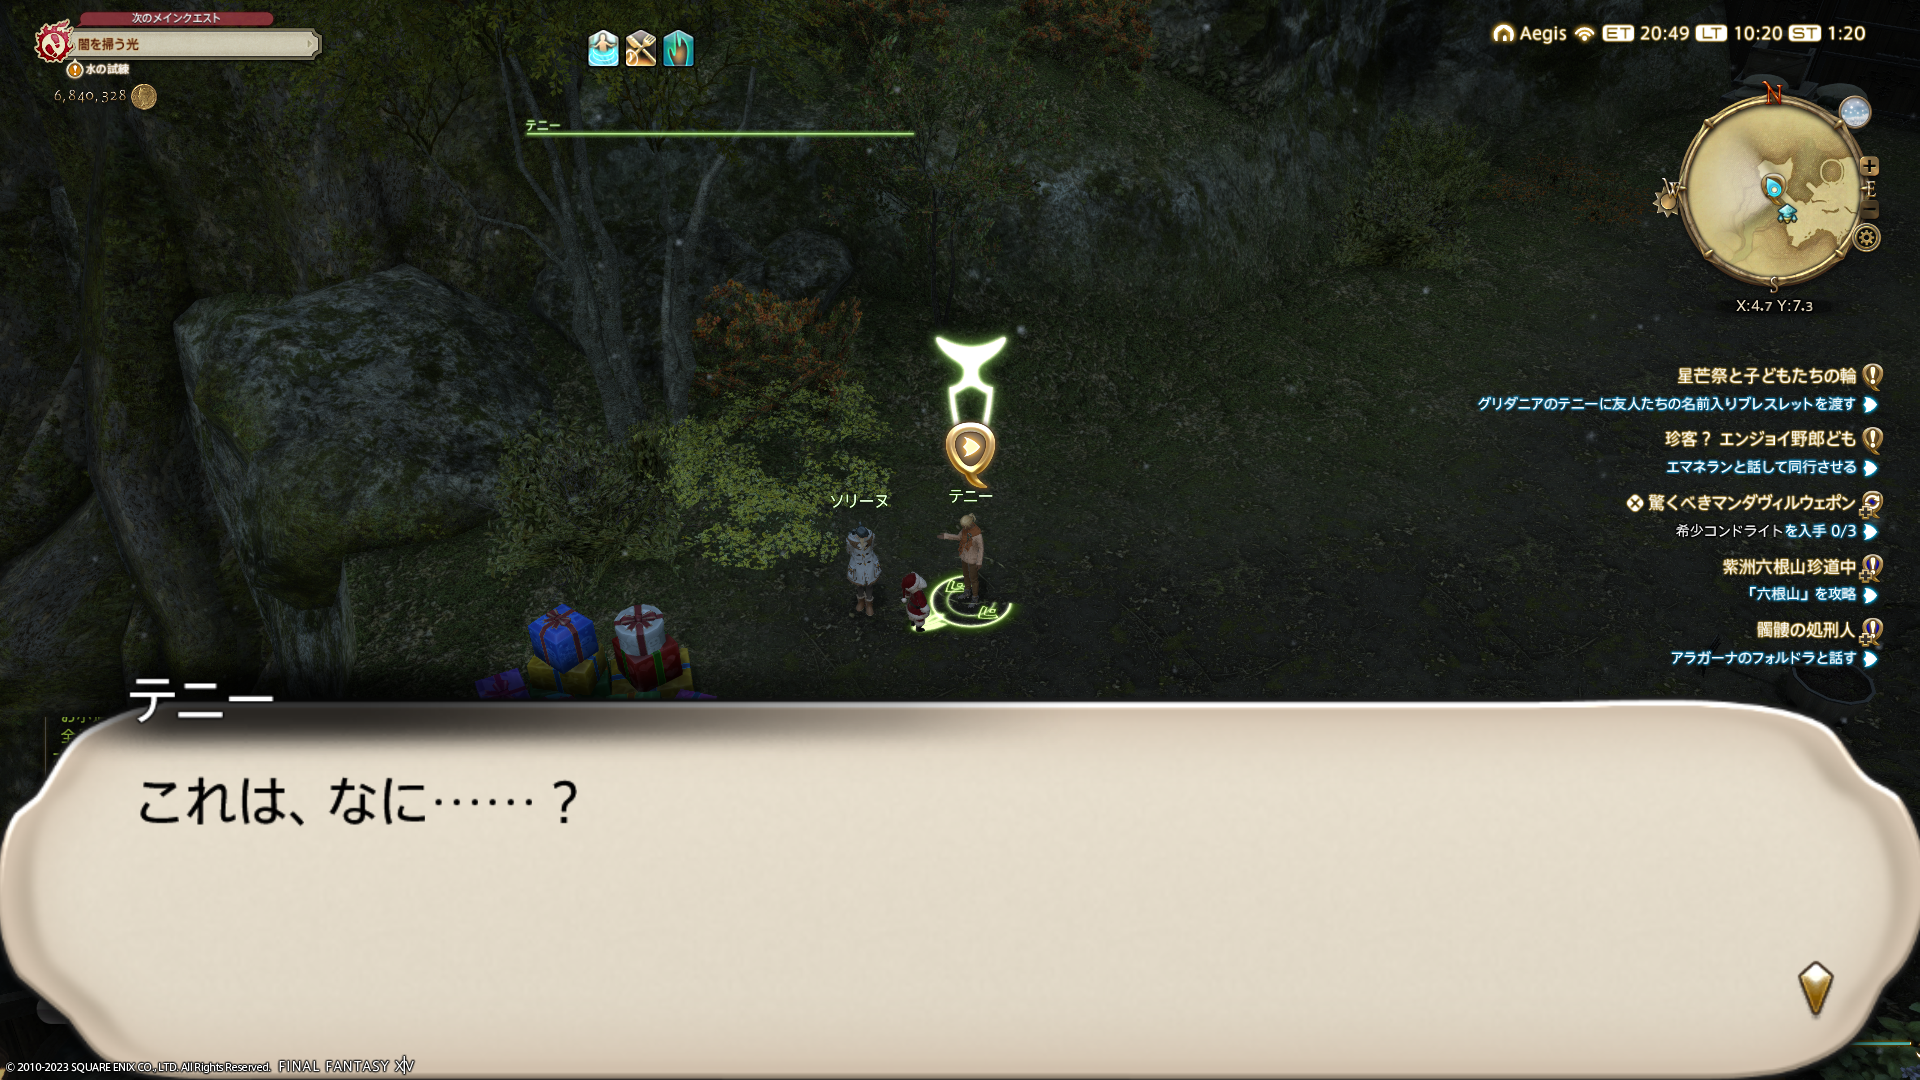 次のメインクエスト
闇を掃う光
水の試練
6,840,328
テニー
Aegis ET 20:49 LT 10:20 ST 1:20
N
W
E
S
X:4.7 Y:7.3
星芒祭と子どもたちの輪
グリダニアのテニーに友人たちの名前入りブレスレットを渡す
珍客？ エンジョイ野郎ども
エマネランと話して同行させる
驚くべきマンダヴィルウェポン
希少コンドライトを入手 0/3
紫洲六根山珍道中
「六根山」を攻略
髑髏の処刑人
アラガーナのフォルドラと話す
ソリーヌ
テニー
テニー
これは、なに……？
© 2010-2023 SQUARE ENIX CO., LTD. All Rights Reserved. FINAL FANTASY XIV